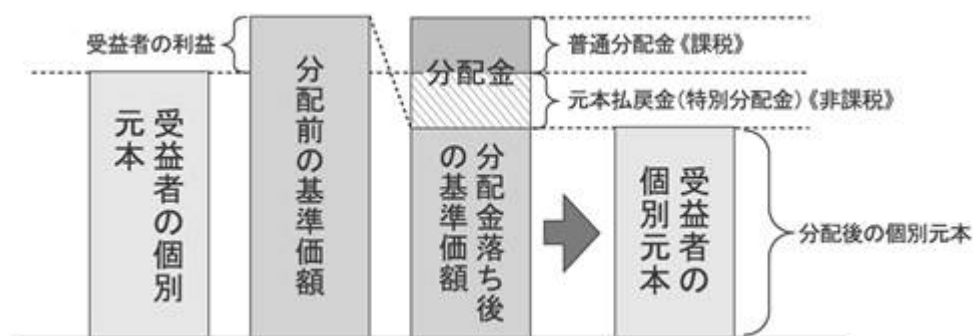 受益者の利益
受益者の個別
元本
分配前の基準価額
分配金
分配金落ち後
の基準価額
普通分配金《課税》
元本払戻金(特別分配金)《非課税》
受益者の
個別元本
分配後の個別元本